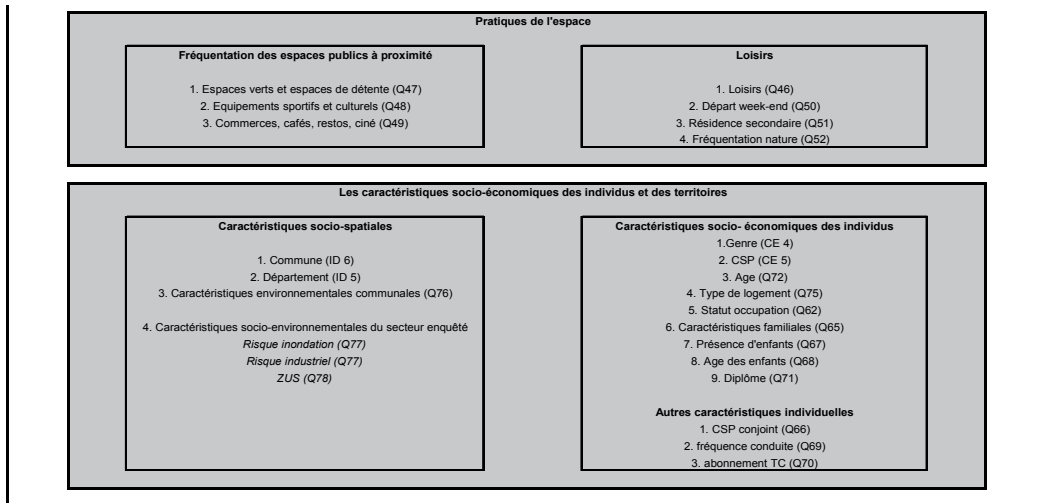 Pratiques de l'espace
Fréquentation des espaces publics à proximité
1. Espaces verts et espaces de détente (Q47)
2. Equipements sportifs et culturels (Q48)
3. Commerces, cafés, restos, ciné (Q49)
Loisirs
1. Loisirs (Q46)
2. Départ week-end (Q50)
3. Résidence secondaire (Q51)
4. Fréquentation nature (Q52)
Les caractéristiques socio-économiques des individus et des territoires
Caractéristiques socio-spatiales
1. Commune (ID 6)
2. Département (ID 5)
3. Caractéristiques environnementales communales (Q76)
4. Caractéristiques socio-environnementales du secteur enquêté
Risque inondation (Q77)
Risque industriel (Q77)
ZUS (Q78)
Caractéristiques socio- économiques des individus
1.Genre (CE 4)
2. CSP (CE 5)
3. Age (Q72)
4. Type de logement (Q75)
5. Statut occupation (Q62)
6. Caractéristiques familiales (Q65)
7. Présence d'enfants (Q67)
8. Age des enfants (Q68)
9. Diplôme (Q71)
Autres caractéristiques individuelles
1. CSP conjoint (Q66)
2. fréquence conduite (Q69)
3. abonnement TC (Q70)